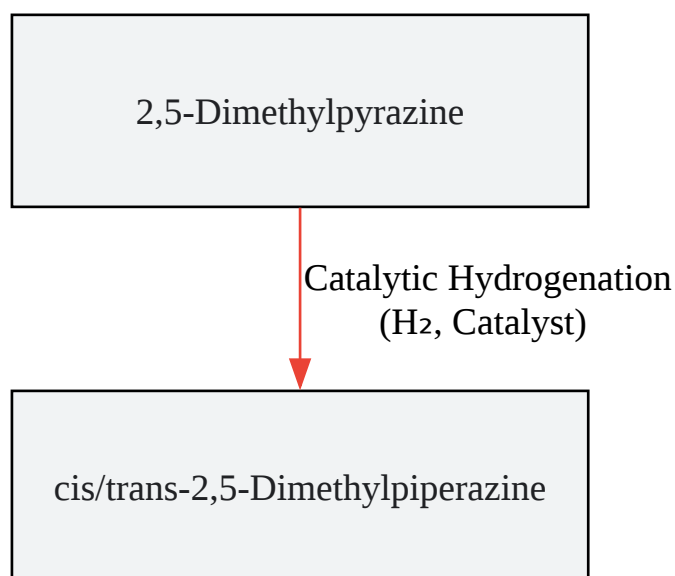 2,5-Dimethylpyrazine
Catalytic Hydrogenation
(H₂, Catalyst)
cis/trans-2,5-Dimethylpiperazine